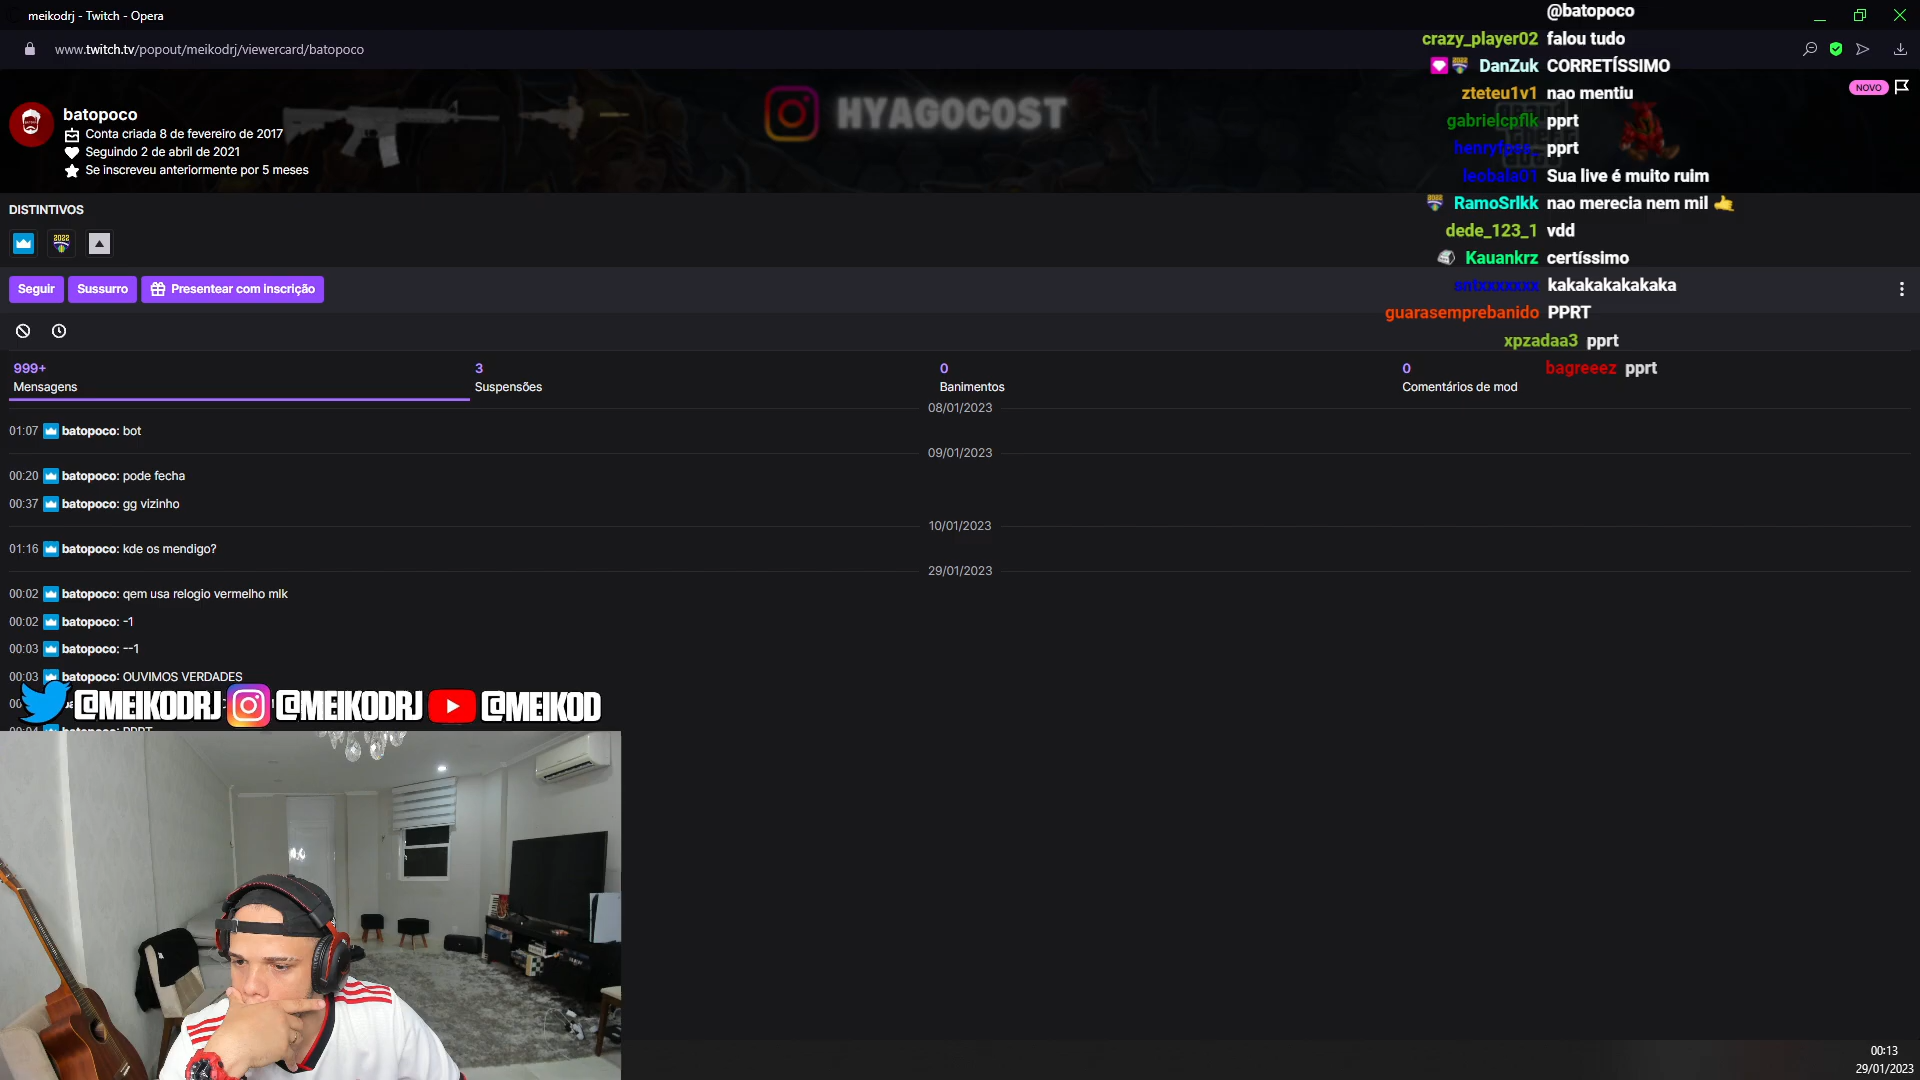 meikodrj - Twitch - Opera
www.twitch.tv/popout/meikodrj/viewercard/batopoco
batopoco
Conta criada 8 de fevereiro de 2017
Seguindo 2 de abril de 2021
Se inscreveu anteriormente por 5 meses
HYAGOCOST
NOVO
DISTINTIVOS
2022
Seguir Sussurro Presentear com inscrição
999+
Mensagens
3
Suspensões
0
Banimentos
0
Comentários de mod
08/01/2023
01:07 batopoco: bot
09/01/2023
00:20 batopoco: pode fecha
00:37 batopoco: gg vizinho
10/01/2023
01:16 batopoco: kde os mendigo?
29/01/2023
00:02 batopoco: qem usa relogio vermelho mlk
00:02 batopoco: -1
00:03 batopoco: --1
00:03 batopoco: OUVIMOS VERDADES
00:04 batopoco: PPRT
@MEIKODRJ @MEIKODRJ @MEIKOD
@batopoco
crazy_player02 falou tudo
DanZuk CORRETÍSSIMO
zteteu1v1 nao mentiu
gabrielcpflk pprt
pprt
leobala01 Sua live é muito ruim
RamoSrlkk nao merecia nem mil
dede_123_1 vdd
Kauankrz certíssimo
sntxxxxxxx kakakakakakaka
guarasemprebanido PPRT
xpzadaa3 pprt
bagreeez pprt
00:13
29/01/2023